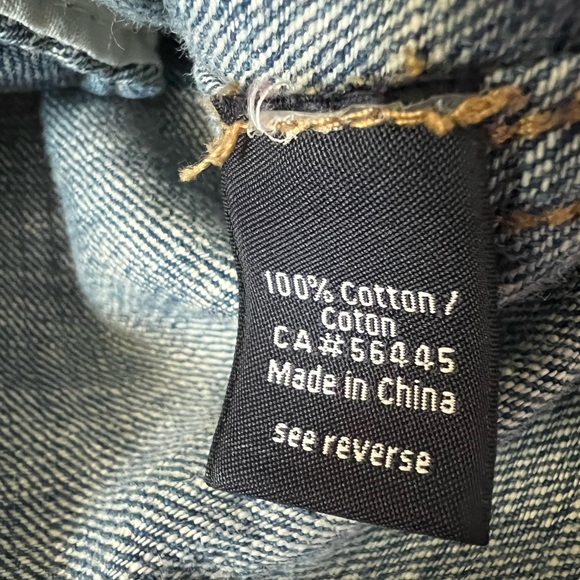 100% Cotton /
Coton
CA#56445
Made in China
see reverse